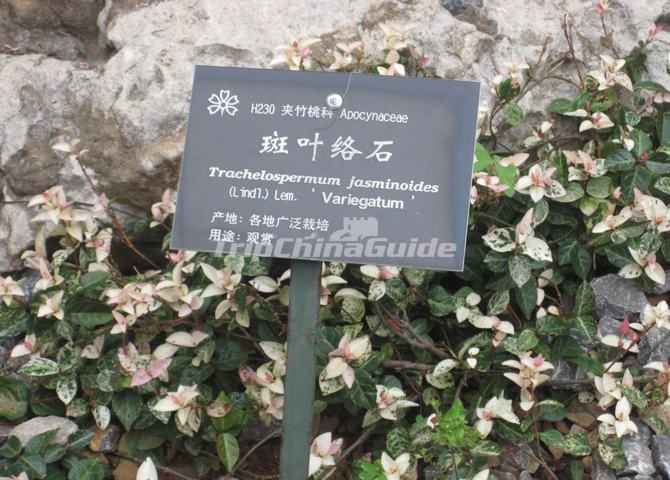 H230 夹竹桃科 Apocynaceae
斑叶络石
Trachelospermum jasminoides
(Lindl.) Lem. ‘Variegatum’
产地：各地广泛栽培
用途：观赏
TripChinaGuide